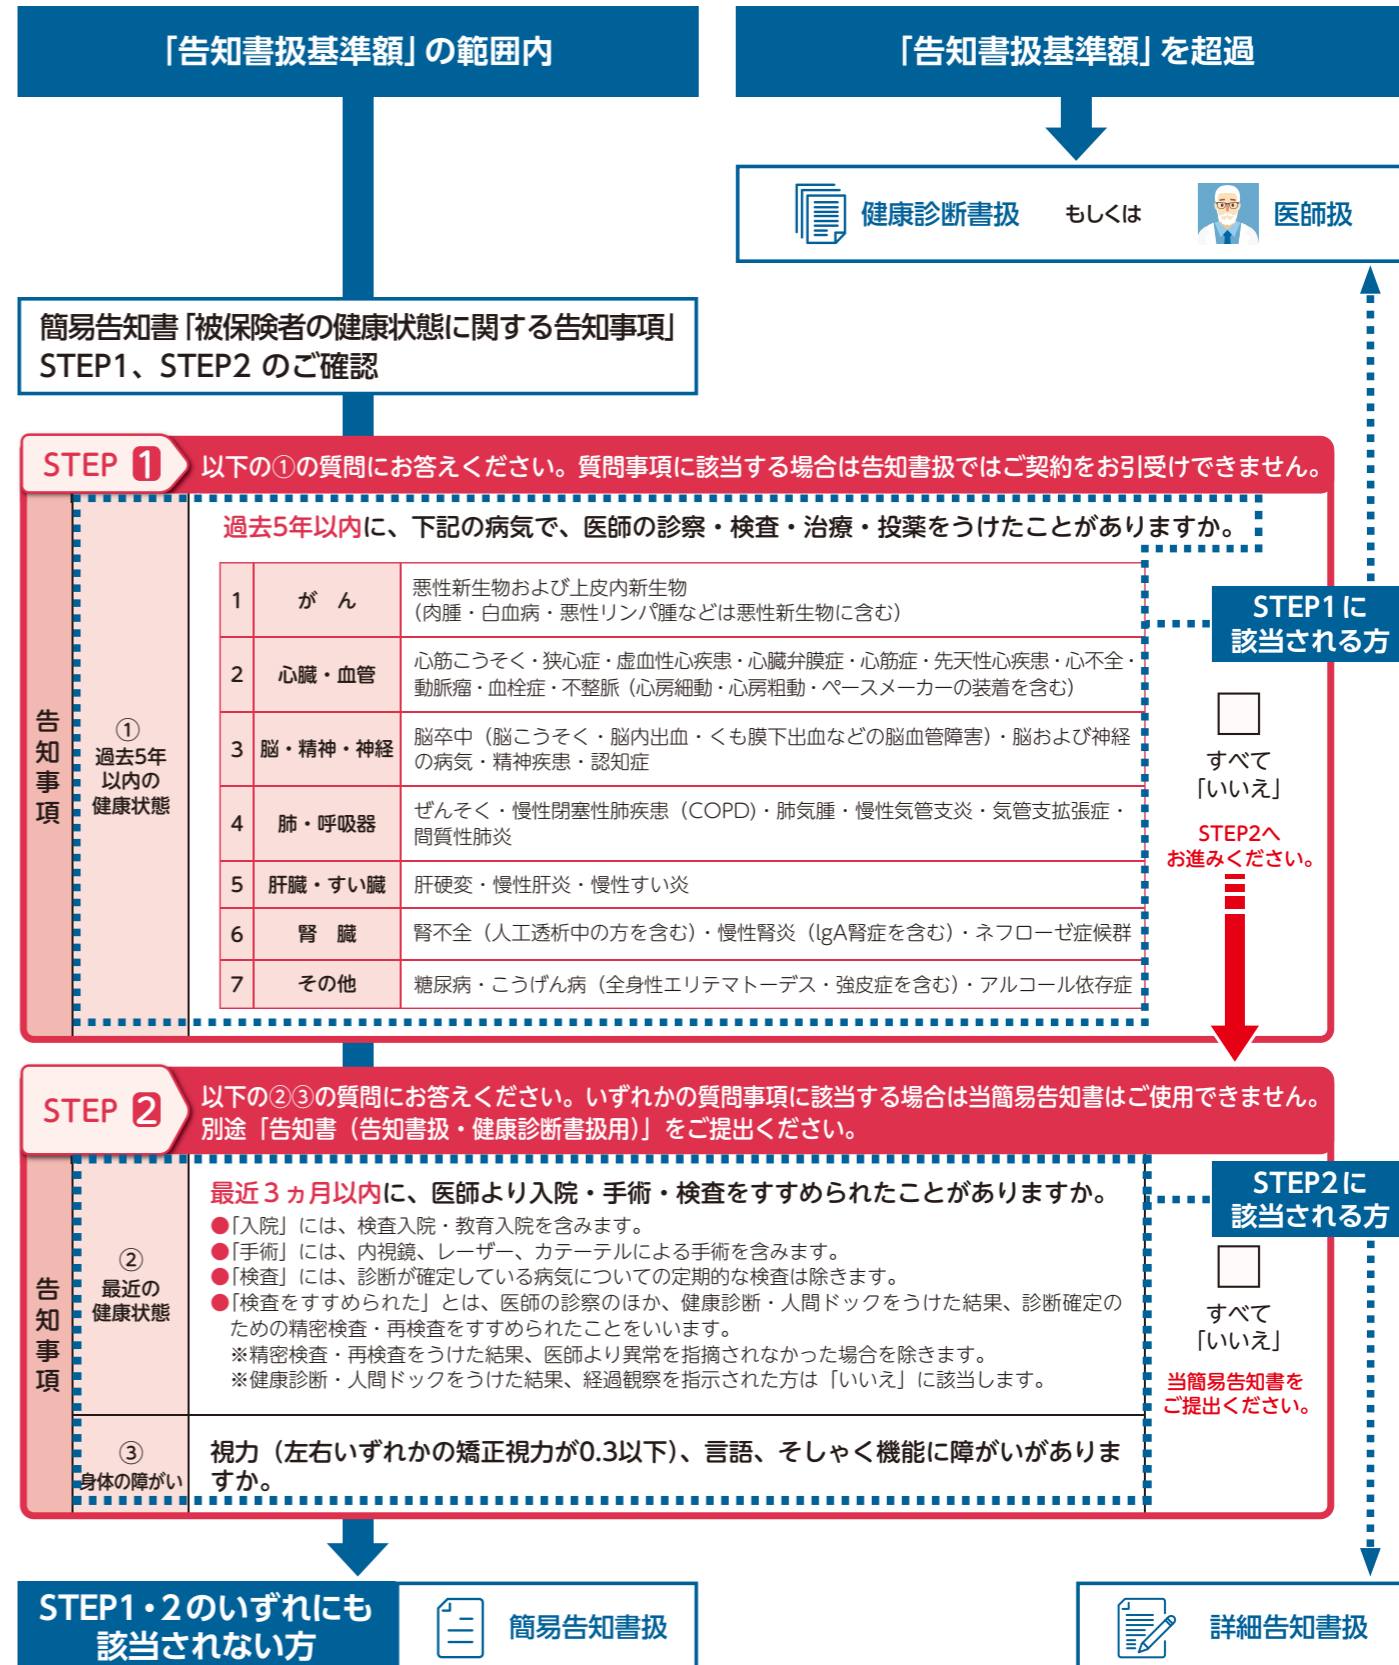 「告知書扱基準額」の範囲内
「告知書扱基準額」を超過
健康診断書扱 もしくは 医師扱
簡易告知書「被保険者の健康状態に関する告知事項」
STEP1、STEP2 のご確認
STEP 1 以下の①の質問にお答えください。質問事項に該当する場合は告知書扱ではご契約をお引受けできません。
告知事項
①
過去5年
以内の
健康状態
過去5年以内に、下記の病気で、医師の診察・検査・治療・投薬をうけたことがありますか。
1 がん 悪性新生物および上皮内新生物
(肉腫・白血病・悪性リンパ腫などは悪性新生物に含む)
2 心臓・血管 心筋こうそく・狭心症・虚血性心疾患・心臓弁膜症・心筋症・先天性心疾患・心不全・
動脈瘤・血栓症・不整脈(心房細動・心房粗動・ペースメーカーの装着を含む)
3 脳・精神・神経 脳卒中(脳こうそく・脳内出血・くも膜下出血などの脳血管障害)・脳および神経
の病気・精神疾患・認知症
4 肺・呼吸器 ぜんそく・慢性閉塞性肺疾患(COPD)・肺気腫・慢性気管支炎・気管支拡張症・
間質性肺炎
5 肝臓・すい臓 肝硬変・慢性肝炎・慢性すい炎
6 腎臓 腎不全(人工透析中の方を含む)・慢性腎炎(lgA腎症を含む)・ネフローゼ症候群
7 その他 糖尿病・こうげん病(全身性エリテマトーデス・強皮症を含む)・アルコール依存症
STEP1に
該当される方
すべて
「いいえ」
STEP2へ
お進みください。
STEP 2 以下の②③の質問にお答えください。いずれかの質問事項に該当する場合は当簡易告知書はご使用できません。
別途「告知書(告知書扱・健康診断書扱用)」をご提出ください。
告知事項
②
最近の
健康状態
最近3ヵ月以内に、医師より入院・手術・検査をすすめられたことがありますか。
●「入院」には、検査入院・教育入院を含みます。
●「手術」には、内視鏡、レーザー、カテーテルによる手術を含みます。
●「検査」には、診断が確定している病気についての定期的な検査は除きます。
●「検査をすすめられた」とは、医師の診察のほか、健康診断・人間ドックをうけた結果、診断確定の
ための精密検査・再検査をすすめられたことをいいます。
※精密検査・再検査をうけた結果、医師より異常を指摘されなかった場合を除きます。
※健康診断・人間ドックをうけた結果、経過観察を指示された方は「いいえ」に該当します。
③
身体の障がい
視力(左右いずれかの矯正視力が0.3以下)、言語、そしゃく機能に障がいがありま
すか。
STEP2に
該当される方
すべて
「いいえ」
当簡易告知書を
ご提出ください。
STEP1・2のいずれにも
該当されない方
簡易告知書扱
詳細告知書扱